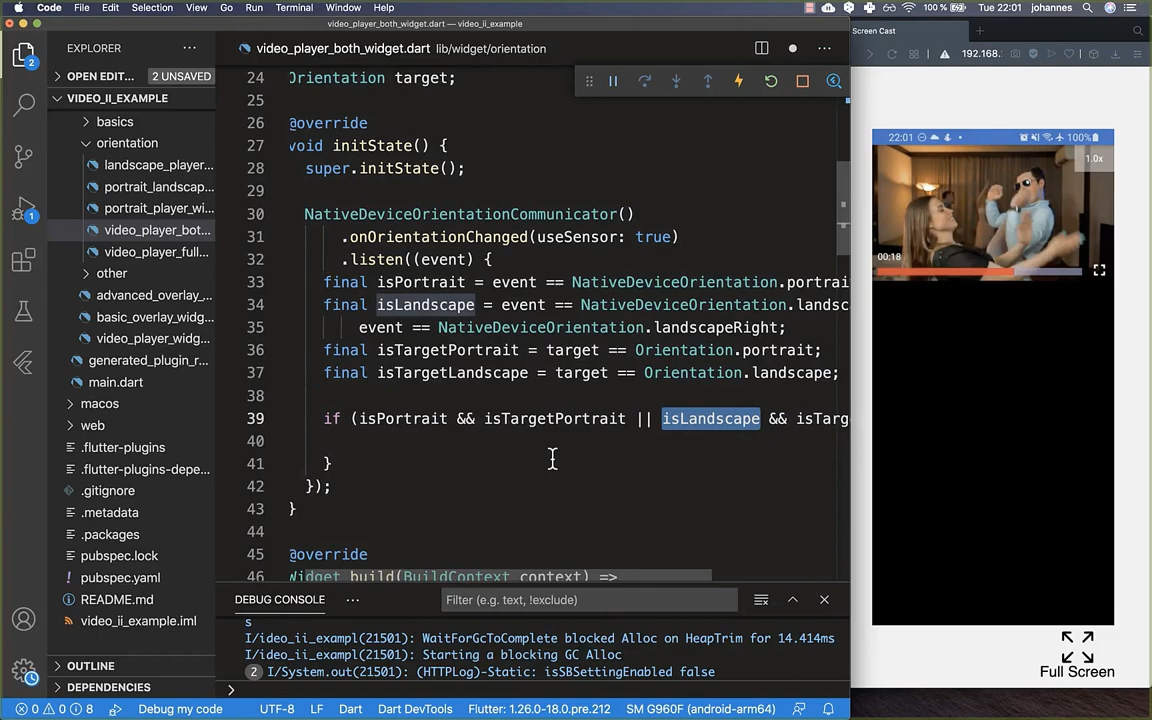 Code File Edit Selection View Go Run Terminal Window Help 100 % Tue 22:01 johannes
video_player_both_widget.dart — video_ii_example
Screen Cast
192.168.
EXPLORER
video_player_both_widget.dart lib/widget/orientation
OPEN EDIT... 2 UNSAVED
VIDEO_II_EXAMPLE
basics
orientation
landscape_player...
portrait_landscap...
portrait_player_wi...
video_player_bot...
video_player_full...
other
advanced_overlay_...
basic_overlay_widg...
video_player_widg...
generated_plugin_r...
main.dart
macos
web
.flutter-plugins
.flutter-plugins-depe...
.gitignore
.metadata
.packages
pubspec.lock
pubspec.yaml
README.md
video_ii_example.iml
OUTLINE
DEPENDENCIES
2
1
24 Orientation target;
25
26 @override
27 void initState() {
28 super.initState();
29
30 NativeDeviceOrientationCommunicator()
31 .onOrientationChanged(useSensor: true)
32 .listen((event) {
33 final isPortrait = event == NativeDeviceOrientation.portrai
34 final isLandscape = event == NativeDeviceOrientation.landsc
35 event == NativeDeviceOrientation.landscapeRight;
36 final isTargetPortrait = target == Orientation.portrait;
37 final isTargetLandscape = target == Orientation.landscape;
38
39 if (isPortrait && isTargetPortrait || isLandscape && isTarg
40
41 }
42 });
43 }
44
45 @override
46 Widget build(BuildContext context) =>
DEBUG CONSOLE
Filter (e.g. text, !exclude)
s
I/ideo_ii_exampl(21501): WaitForGcToComplete blocked Alloc on HeapTrim for 14.414ms
I/ideo_ii_exampl(21501): Starting a blocking GC Alloc
2 I/System.out(21501): (HTTPLog)-Static: isSBSettingEnabled false
22:01 100%
1.0x
00:18
Full Screen
0 0 8 Debug my code UTF-8 LF Dart Dart DevTools Flutter: 1.26.0-18.0.pre.212 SM G960F (android-arm64)